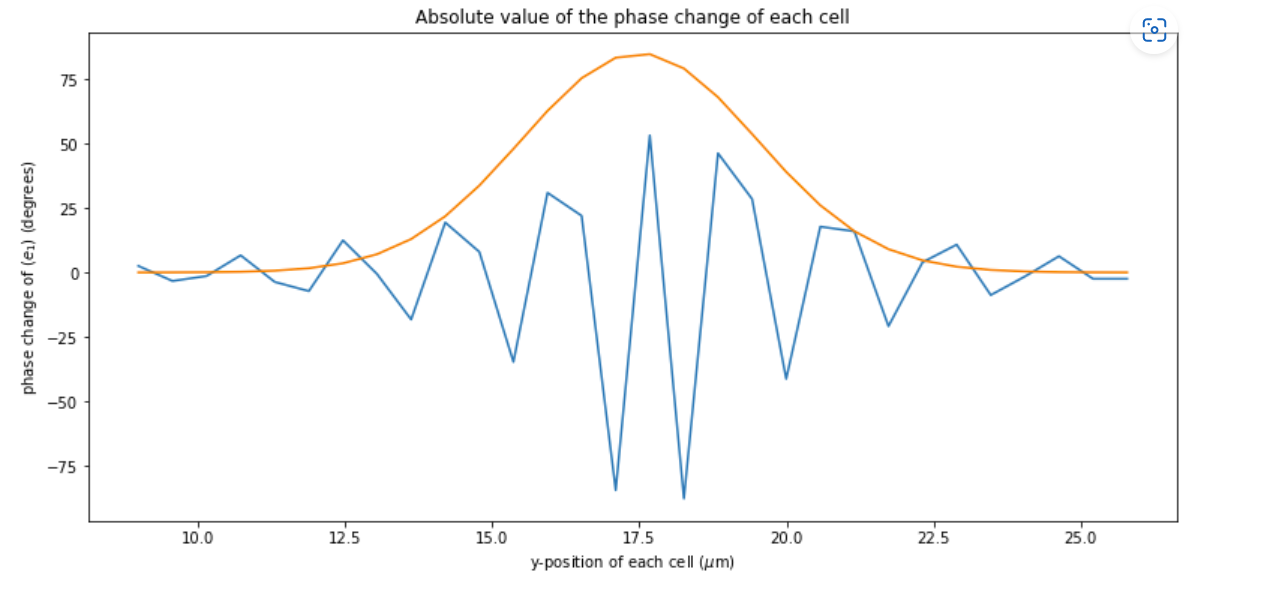 Absolute value of the phase change of each cell
phase change of (e₁) (degrees)
75
50
25
0
−25
−50
−75
10.0 12.5 15.0 17.5 20.0 22.5 25.0
y-position of each cell (μm)